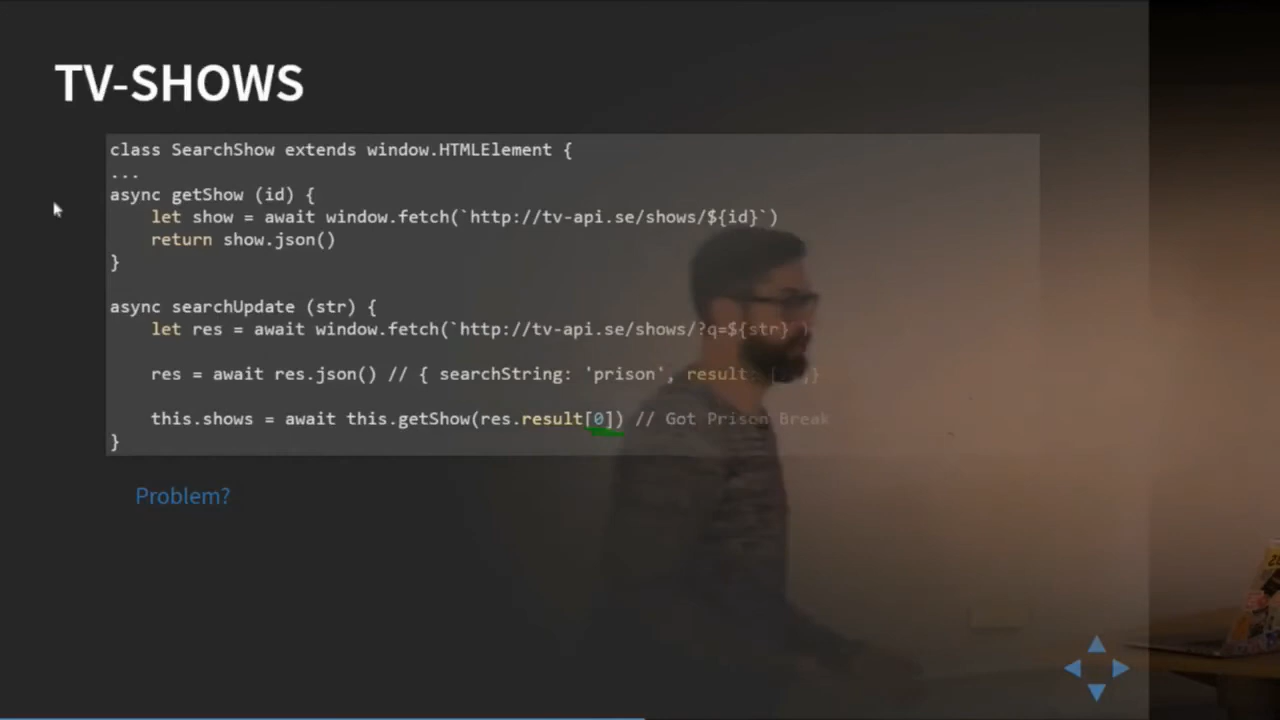 TV-SHOWS
class SearchShow extends window.HTMLElement {
...
async getShow (id) {
let show = await window.fetch(`http://tv-api.se/shows/${id}`)
return show.json()
}
async searchUpdate (str) {
let res = await window.fetch(`http://tv-api.se/shows/?q=${str}`)
res = await res.json() // { searchString: 'prison', result: [..]}
this.shows = await this.getShow(res.result[0]) // Got Prison Break
}
Problem?